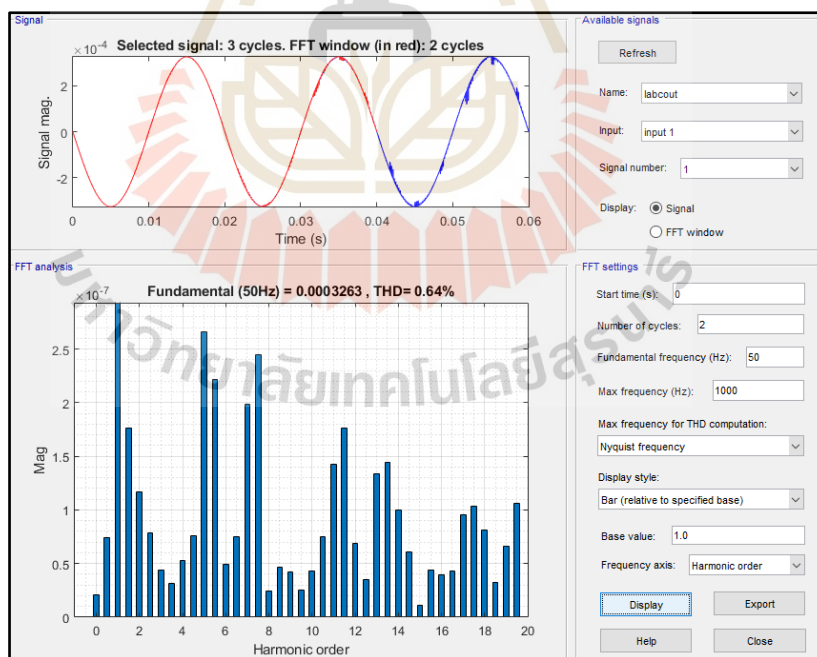 Signal
×10⁻⁴
Selected signal: 3 cycles. FFT window (in red): 2 cycles
2
0
-2
Signal mag.
0 0.01 0.02 0.03 0.04 0.05 0.06
Time (s)
Available signals
Refresh
Name: labcout
Input: input 1
Signal number: 1
Display: Signal
FFT window
FFT analysis
×10⁻⁷
Fundamental (50Hz) = 0.0003263 , THD= 0.64%
2.5
2
1.5
1
0.5
0
Mag
0 2 4 6 8 10 12 14 16 18 20
Harmonic order
FFT settings
Start time (s): 0
Number of cycles: 2
Fundamental frequency (Hz): 50
Max frequency (Hz): 1000
Max frequency for THD computation:
Nyquist frequency
Display style:
Bar (relative to specified base)
Base value: 1.0
Frequency axis: Harmonic order
Display Export
Help Close
มหาวิทยาลัยเทคโนโลยีสุรนารี